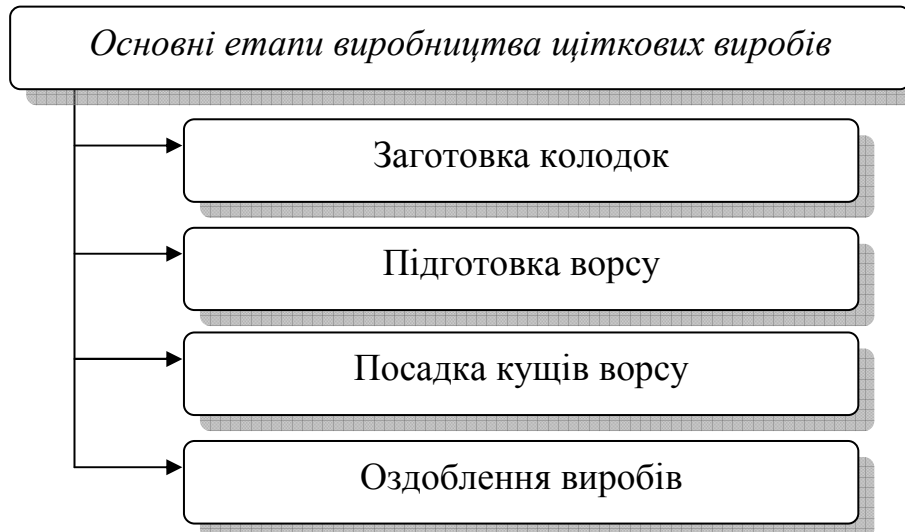 Основні етапи виробництва щіткових виробів
Заготовка колодок
Підготовка ворсу
Посадка кущів ворсу
Оздоблення виробів